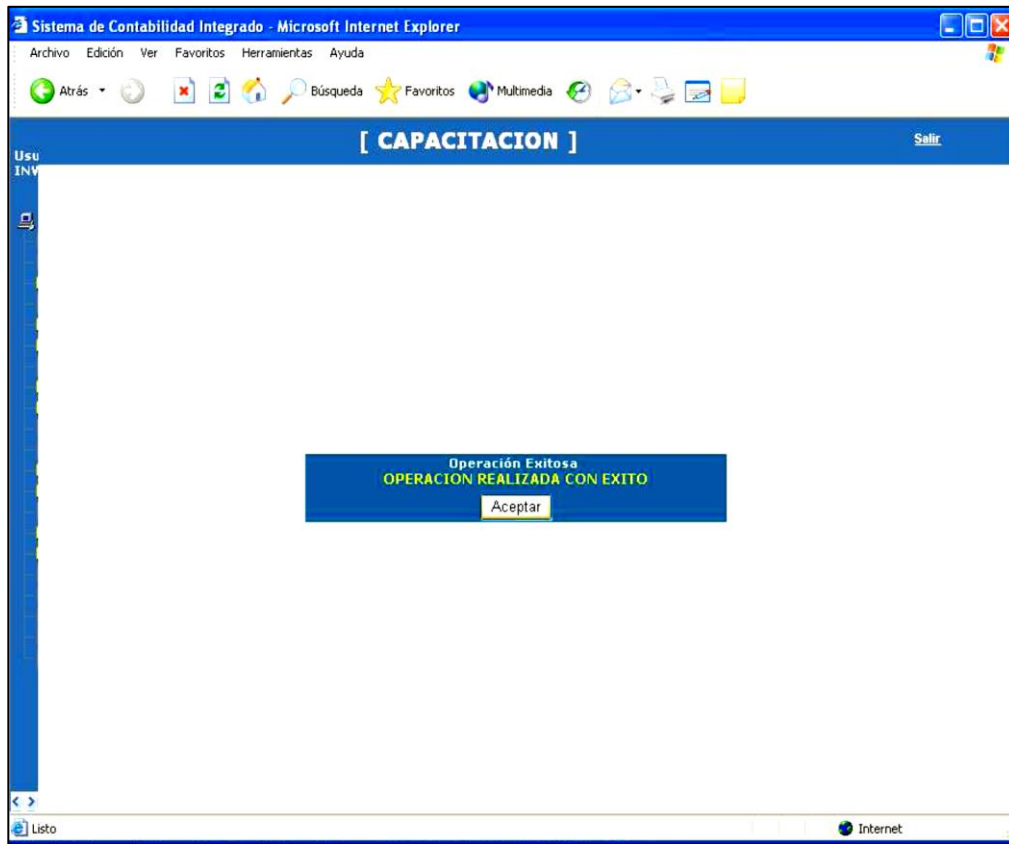 Sistema de Contabilidad Integrado - Microsoft Internet Explorer
Archivo Edición Ver Favoritos Herramientas Ayuda
Atrás Búsqueda Favoritos Multimedia
[ CAPACITACION ] Salir
Usu
INV
Operación Exitosa
OPERACION REALIZADA CON EXITO
Aceptar
Listo Internet